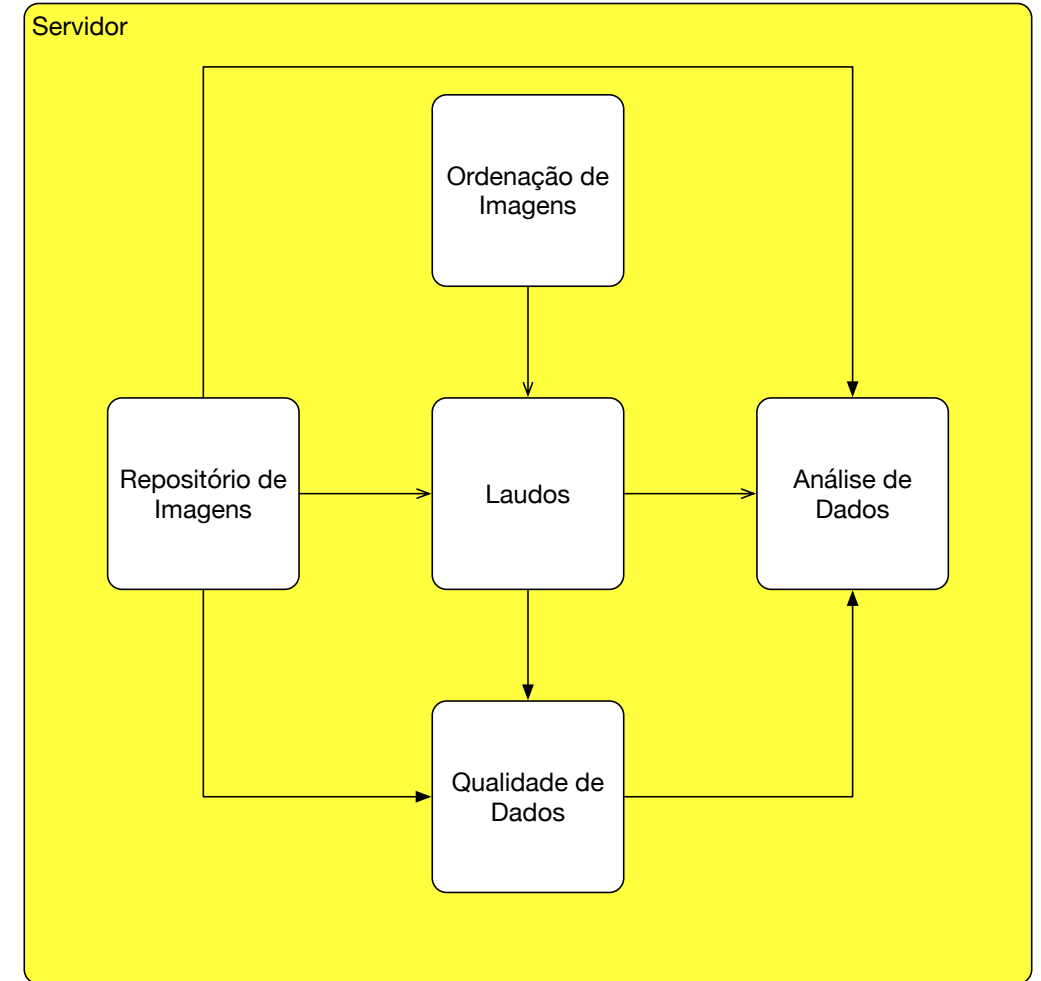 Servidor
Ordenação de
Imagens
Repositório de
Imagens
Laudos
Análise de
Dados
Qualidade de
Dados